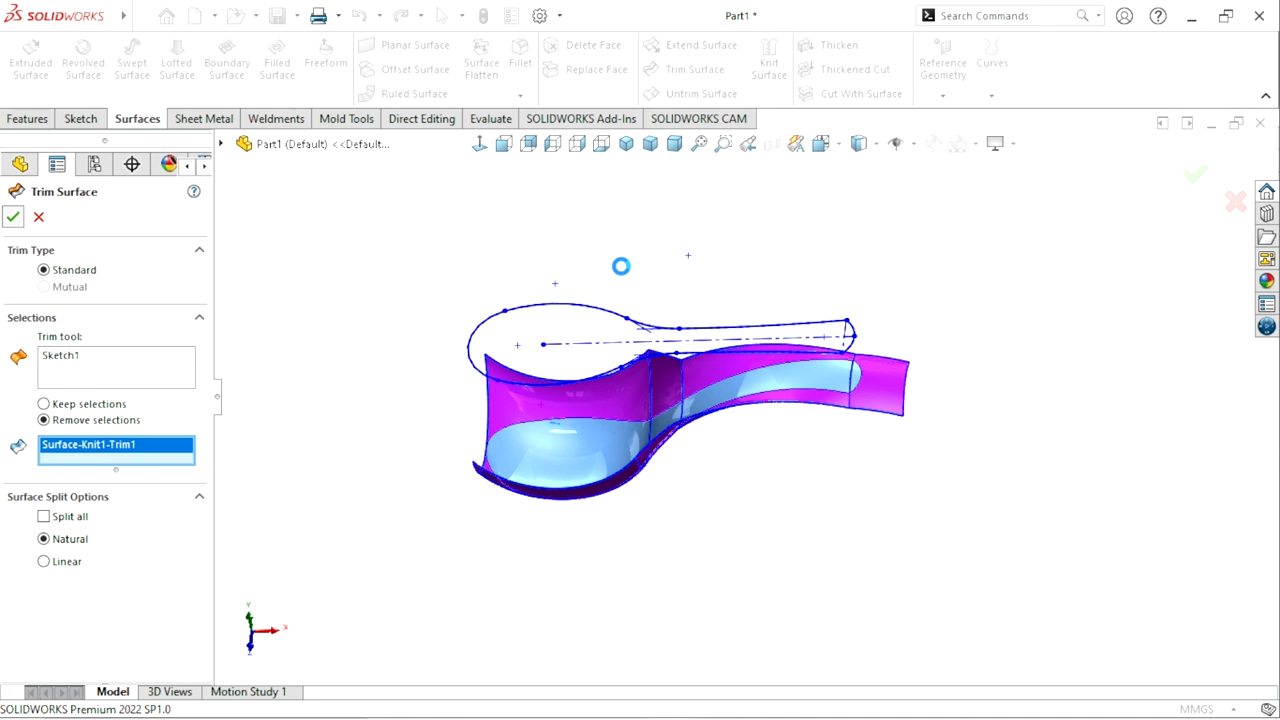 SOLIDWORKS
Part1 *
Search Commands
Extruded Surface
Revolved Surface
Swept Surface
Lofted Surface
Boundary Surface
Filled Surface
Freeform
Planar Surface
Offset Surface
Ruled Surface
Surface Flatten
Fillet
Delete Face
Replace Face
Extend Surface
Trim Surface
Untrim Surface
Knit Surface
Thicken
Thickened Cut
Cut With Surface
Reference Geometry
Curves
Features
Sketch
Surfaces
Sheet Metal
Weldments
Mold Tools
Direct Editing
Evaluate
SOLIDWORKS Add-Ins
SOLIDWORKS CAM
Part1 (Default) <<Default...
Trim Surface
Trim Type
Standard
Mutual
Selections
Trim tool:
Sketch1
Keep selections
Remove selections
Surface-Knit1-Trim1
Surface Split Options
Split all
Natural
Linear
Y
X
Z
Model
3D Views
Motion Study 1
SOLIDWORKS Premium 2022 SP1.0
MMGS